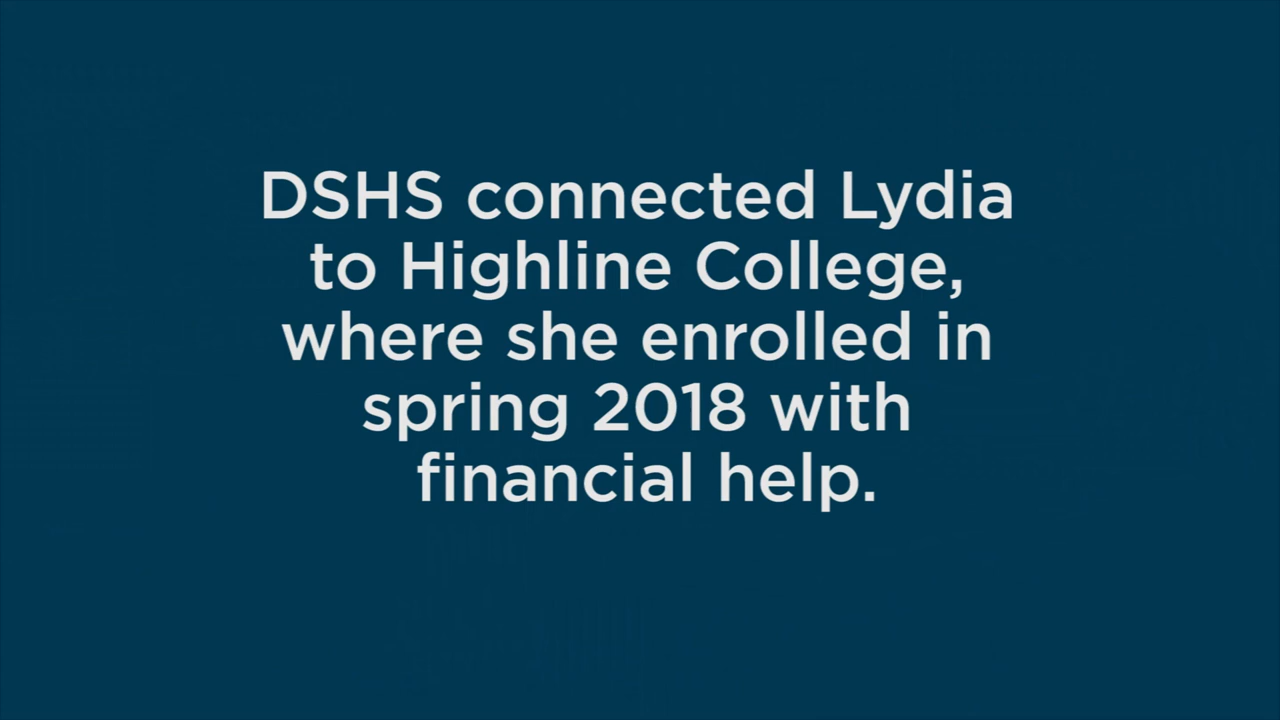 DSHS connected Lydia
to Highline College,
where she enrolled in
spring 2018 with
financial help.